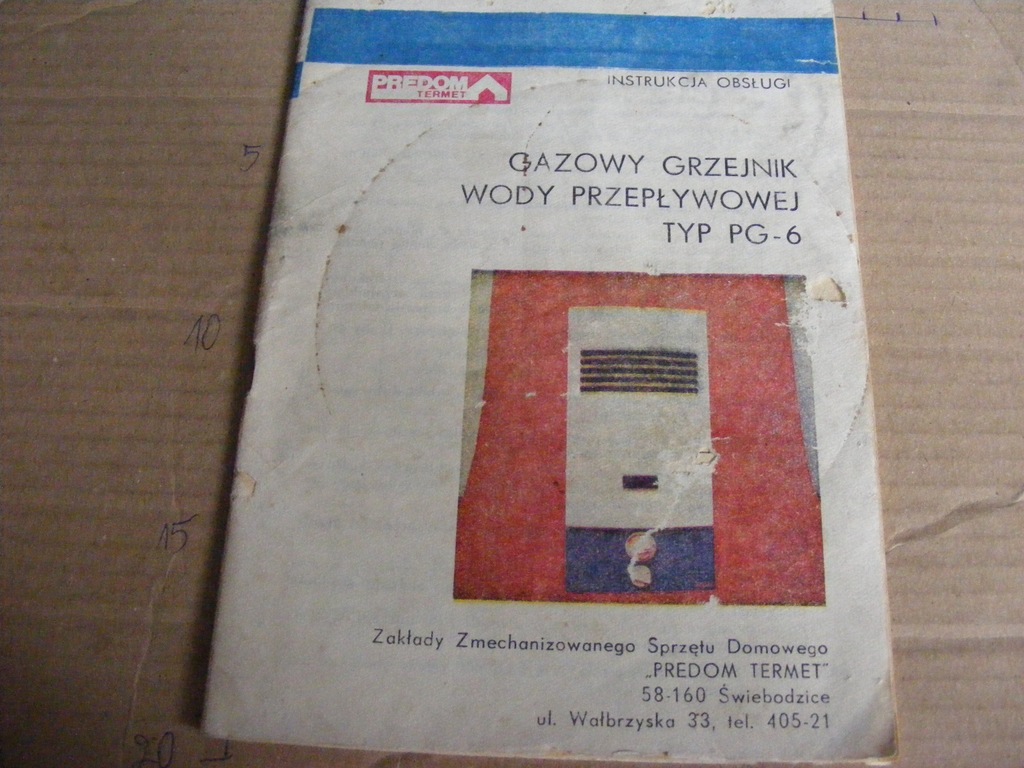 PREDOM
TERMET
INSTRUKCJA OBSŁUGI
GAZOWY GRZEJNIK
WODY PRZEPŁYWOWEJ
TYP PG-6
Zakłady Zmechanizowanego Sprzętu Domowego
„PREDOM TERMET"
58-160 Świebodzice
ul. Wałbrzyska 33, tel. 405-21
5
10
15
20